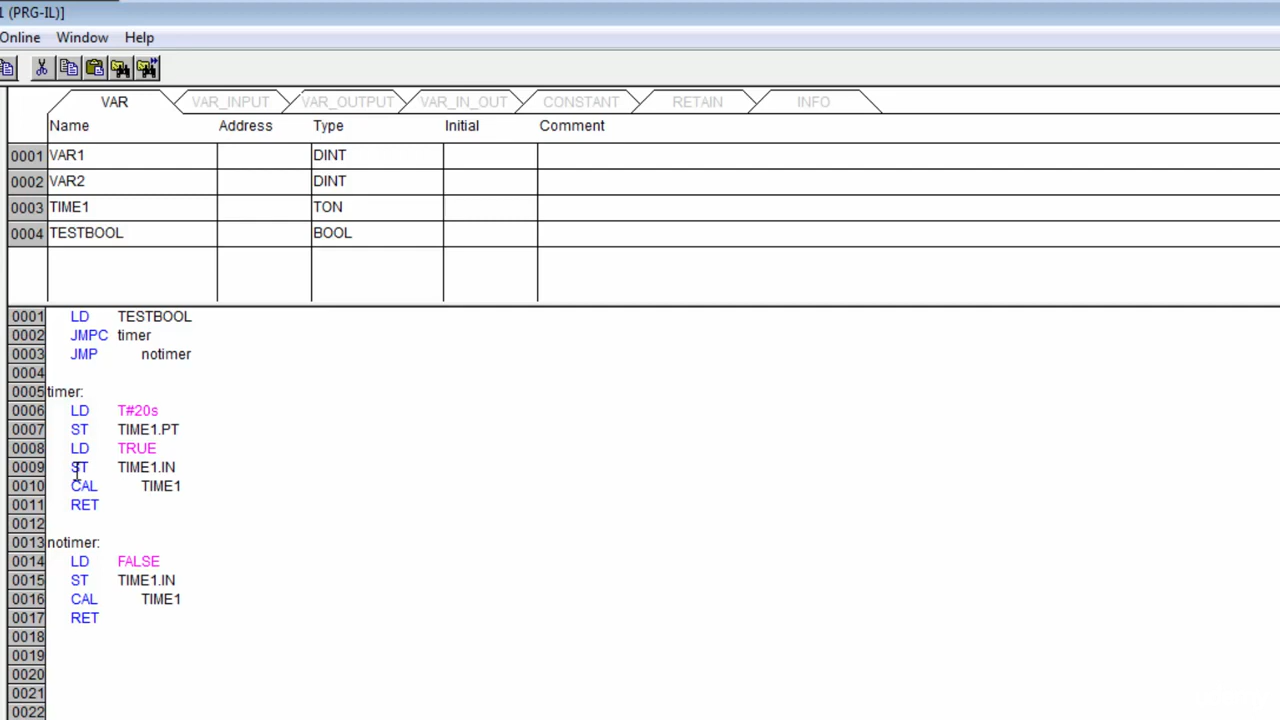 1 (PRG-IL)]
Online Window Help
VAR VAR_INPUT VAR_OUTPUT VAR_IN_OUT CONSTANT RETAIN INFO
Name Address Type Initial Comment
0001 VAR1 DINT
0002 VAR2 DINT
0003 TIME1 TON
0004 TESTBOOL BOOL
0001 LD TESTBOOL
0002 JMPC timer
0003 JMP notimer
0004
0005 timer:
0006 LD T#20s
0007 ST TIME1.PT
0008 LD TRUE
0009 ST TIME1.IN
0010 CAL TIME1
0011 RET
0012
0013 notimer:
0014 LD FALSE
0015 ST TIME1.IN
0016 CAL TIME1
0017 RET
0018
0019
0020
0021
0022